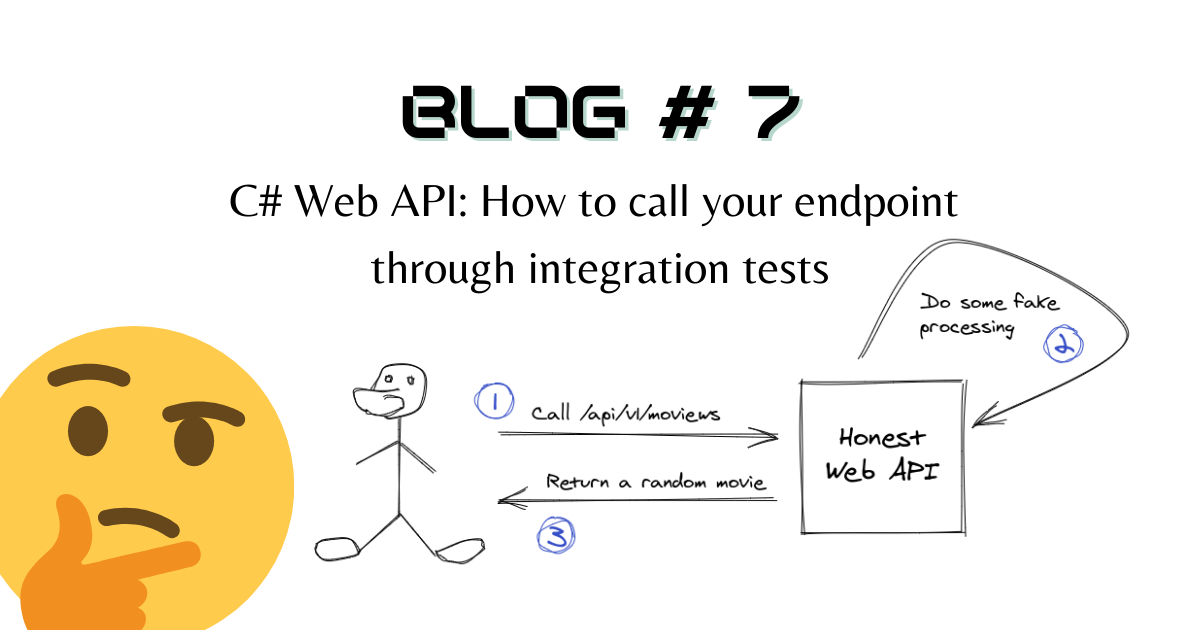 BLOG # 7
C# Web API: How to call your endpoint
through integration tests
Do some fake
processing
2
1
Call /api/v1/moviews
Honest
Web API
Return a random movie
3